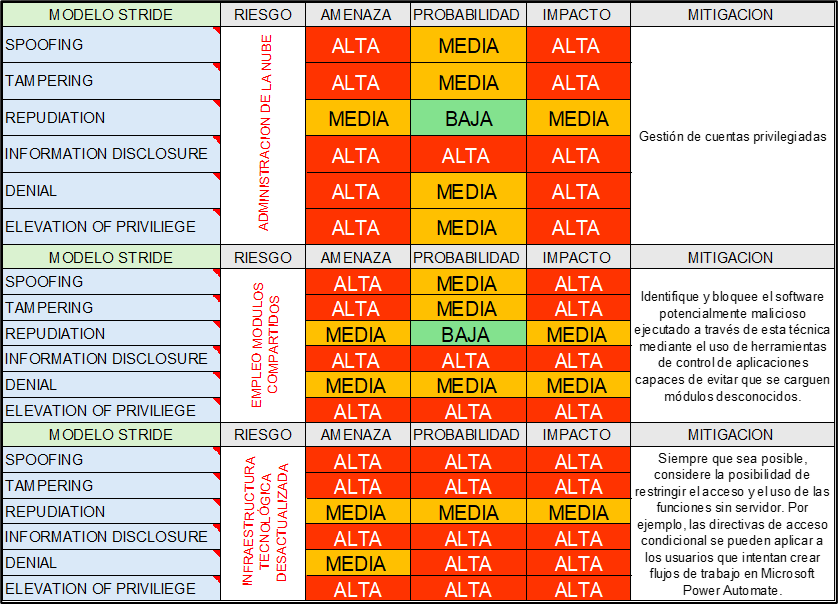 MODELO STRIDE RIESGO AMENAZA PROBABILIDAD IMPACTO MITIGACION
SPOOFING ALTA MEDIA ALTA
TAMPERING ALTA MEDIA ALTA
REPUDIATION MEDIA BAJA MEDIA
INFORMATION DISCLOSURE ALTA ALTA ALTA
DENIAL ALTA MEDIA ALTA
ELEVATION OF PRIVILIEGE ALTA MEDIA ALTA
ADMINISTRACION DE LA NUBE
Gestión de cuentas privilegiadas
MODELO STRIDE RIESGO AMENAZA PROBABILIDAD IMPACTO MITIGACION
SPOOFING ALTA MEDIA ALTA
TAMPERING ALTA MEDIA ALTA
REPUDIATION MEDIA BAJA MEDIA
INFORMATION DISCLOSURE ALTA ALTA ALTA
DENIAL MEDIA MEDIA MEDIA
ELEVATION OF PRIVILIEGE ALTA ALTA ALTA
EMPLEO MODULOS
COMPARTIDOS
Identifique y bloquee el software
potencialmente malicioso
ejecutado a través de esta técnica
mediante el uso de herramientas
de control de aplicaciones
capaces de evitar que se carguen
módulos desconocidos.
MODELO STRIDE RIESGO AMENAZA PROBABILIDAD IMPACTO MITIGACION
SPOOFING ALTA ALTA ALTA
TAMPERING ALTA ALTA ALTA
REPUDIATION MEDIA MEDIA MEDIA
INFORMATION DISCLOSURE ALTA ALTA ALTA
DENIAL MEDIA ALTA ALTA
ELEVATION OF PRIVILIEGE ALTA ALTA ALTA
INFRAESTRUCTURA
TECNOLÓGICA
DESACTUALIZADA
Siempre que sea posible,
considere la posibilidad de
restringir el acceso y el uso de las
funciones sin servidor. Por
ejemplo, las directivas de acceso
condicional se pueden aplicar a
los usuarios que intentan crear
flujos de trabajo en Microsoft
Power Automate.